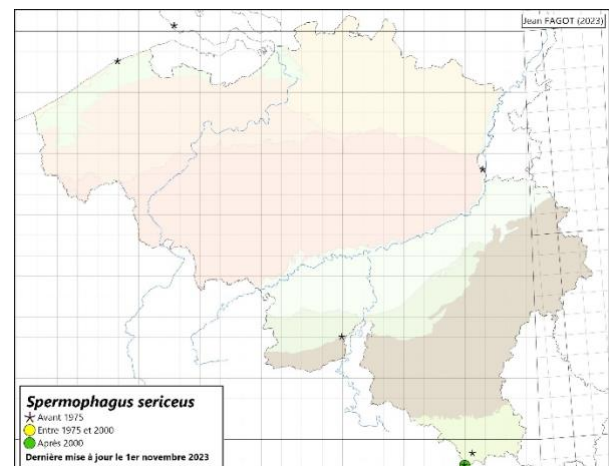 Jean FAGOT (2023)
Spermophagus sericeus
Avant 1975
Entre 1975 et 2000
Après 2000
Dernière mise à jour le 1er novembre 2023